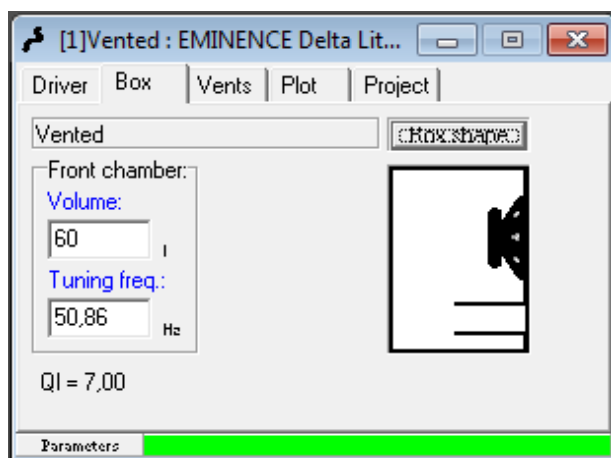 [1]Vented : EMINENCE Delta Lit...
Driver Box Vents Plot Project
Vented
Box shape
Front chamber:
Volume:
60 l
Tuning freq.:
50,86 Hz
Ql = 7,00
Parameters